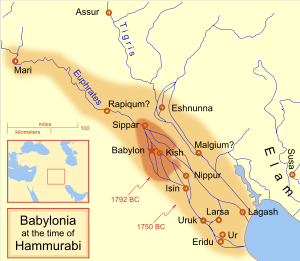 Assur
Tigris
Mari
Euphrates
Rapiqum?
Eshnunna
miles
kilometers
100
Sippar
Malgium?
Susa
Babylon
Kish
Elam
Nippur
1792 BC
Isin
1750 BC
Larsa
Lagash
Uruk
Babylonia
at the time of
Hammurabi
Ur
Eridu